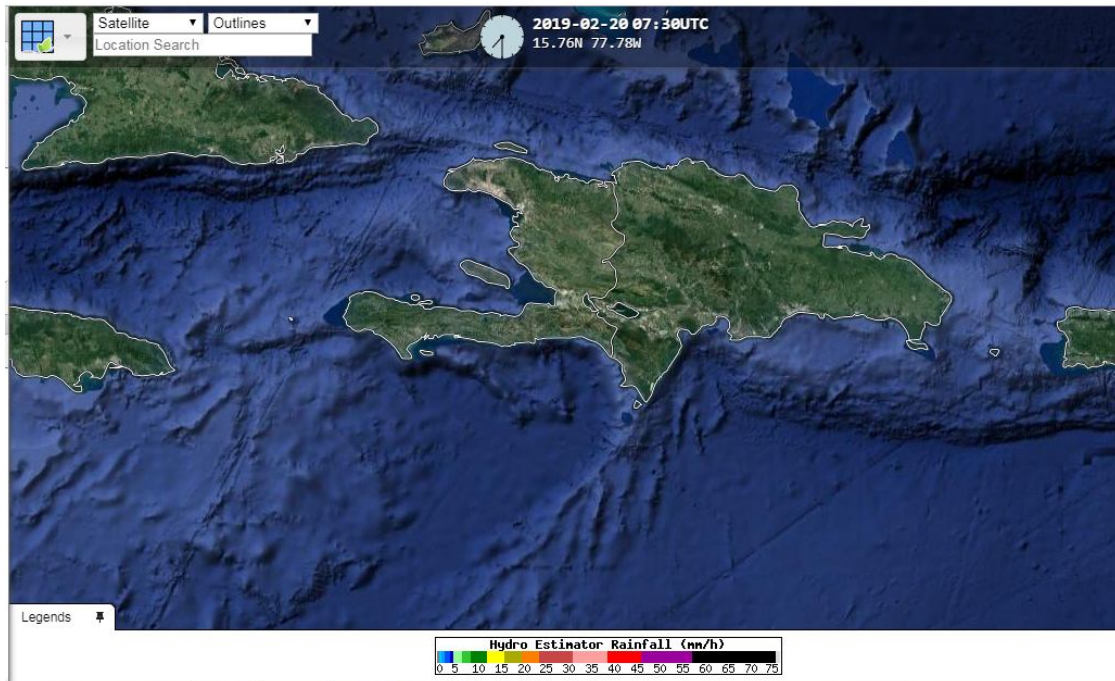 Satellite ▼ Outlines ▼
Location Search
2019-02-20 07:30UTC
15.76N 77.78W
Legends
Hydro Estimator Rainfall (mm/h)
0 5 10 15 20 25 30 35 40 45 50 55 60 65 70 75